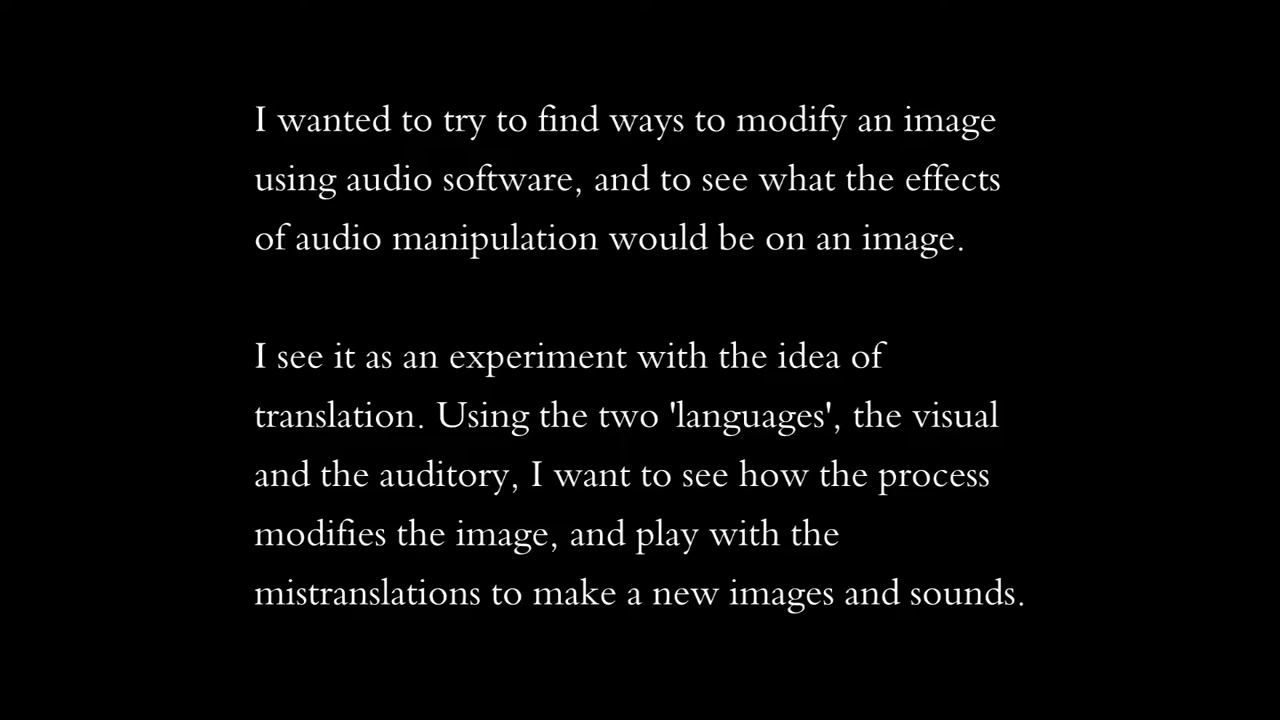 I wanted to try to find ways to modify an image
using audio software, and to see what the effects
of audio manipulation would be on an image.
I see it as an experiment with the idea of
translation. Using the two 'languages', the visual
and the auditory, I want to see how the process
modifies the image, and play with the
mistranslations to make a new images and sounds.